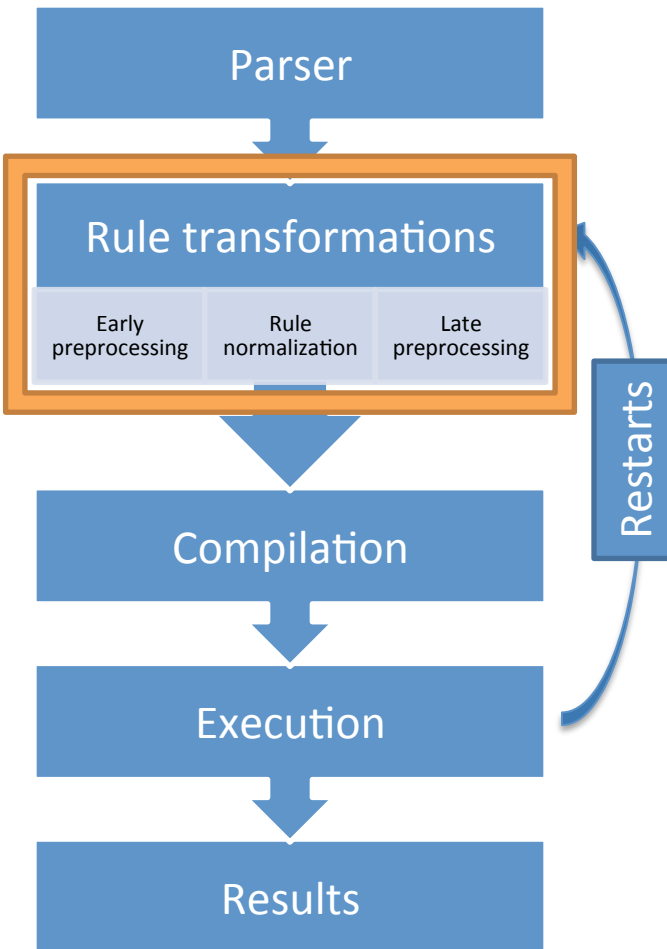 Parser
Rule transformations
Early
preprocessing
Rule
normalization
Late
preprocessing
Restarts
Compilation
Execution
Results